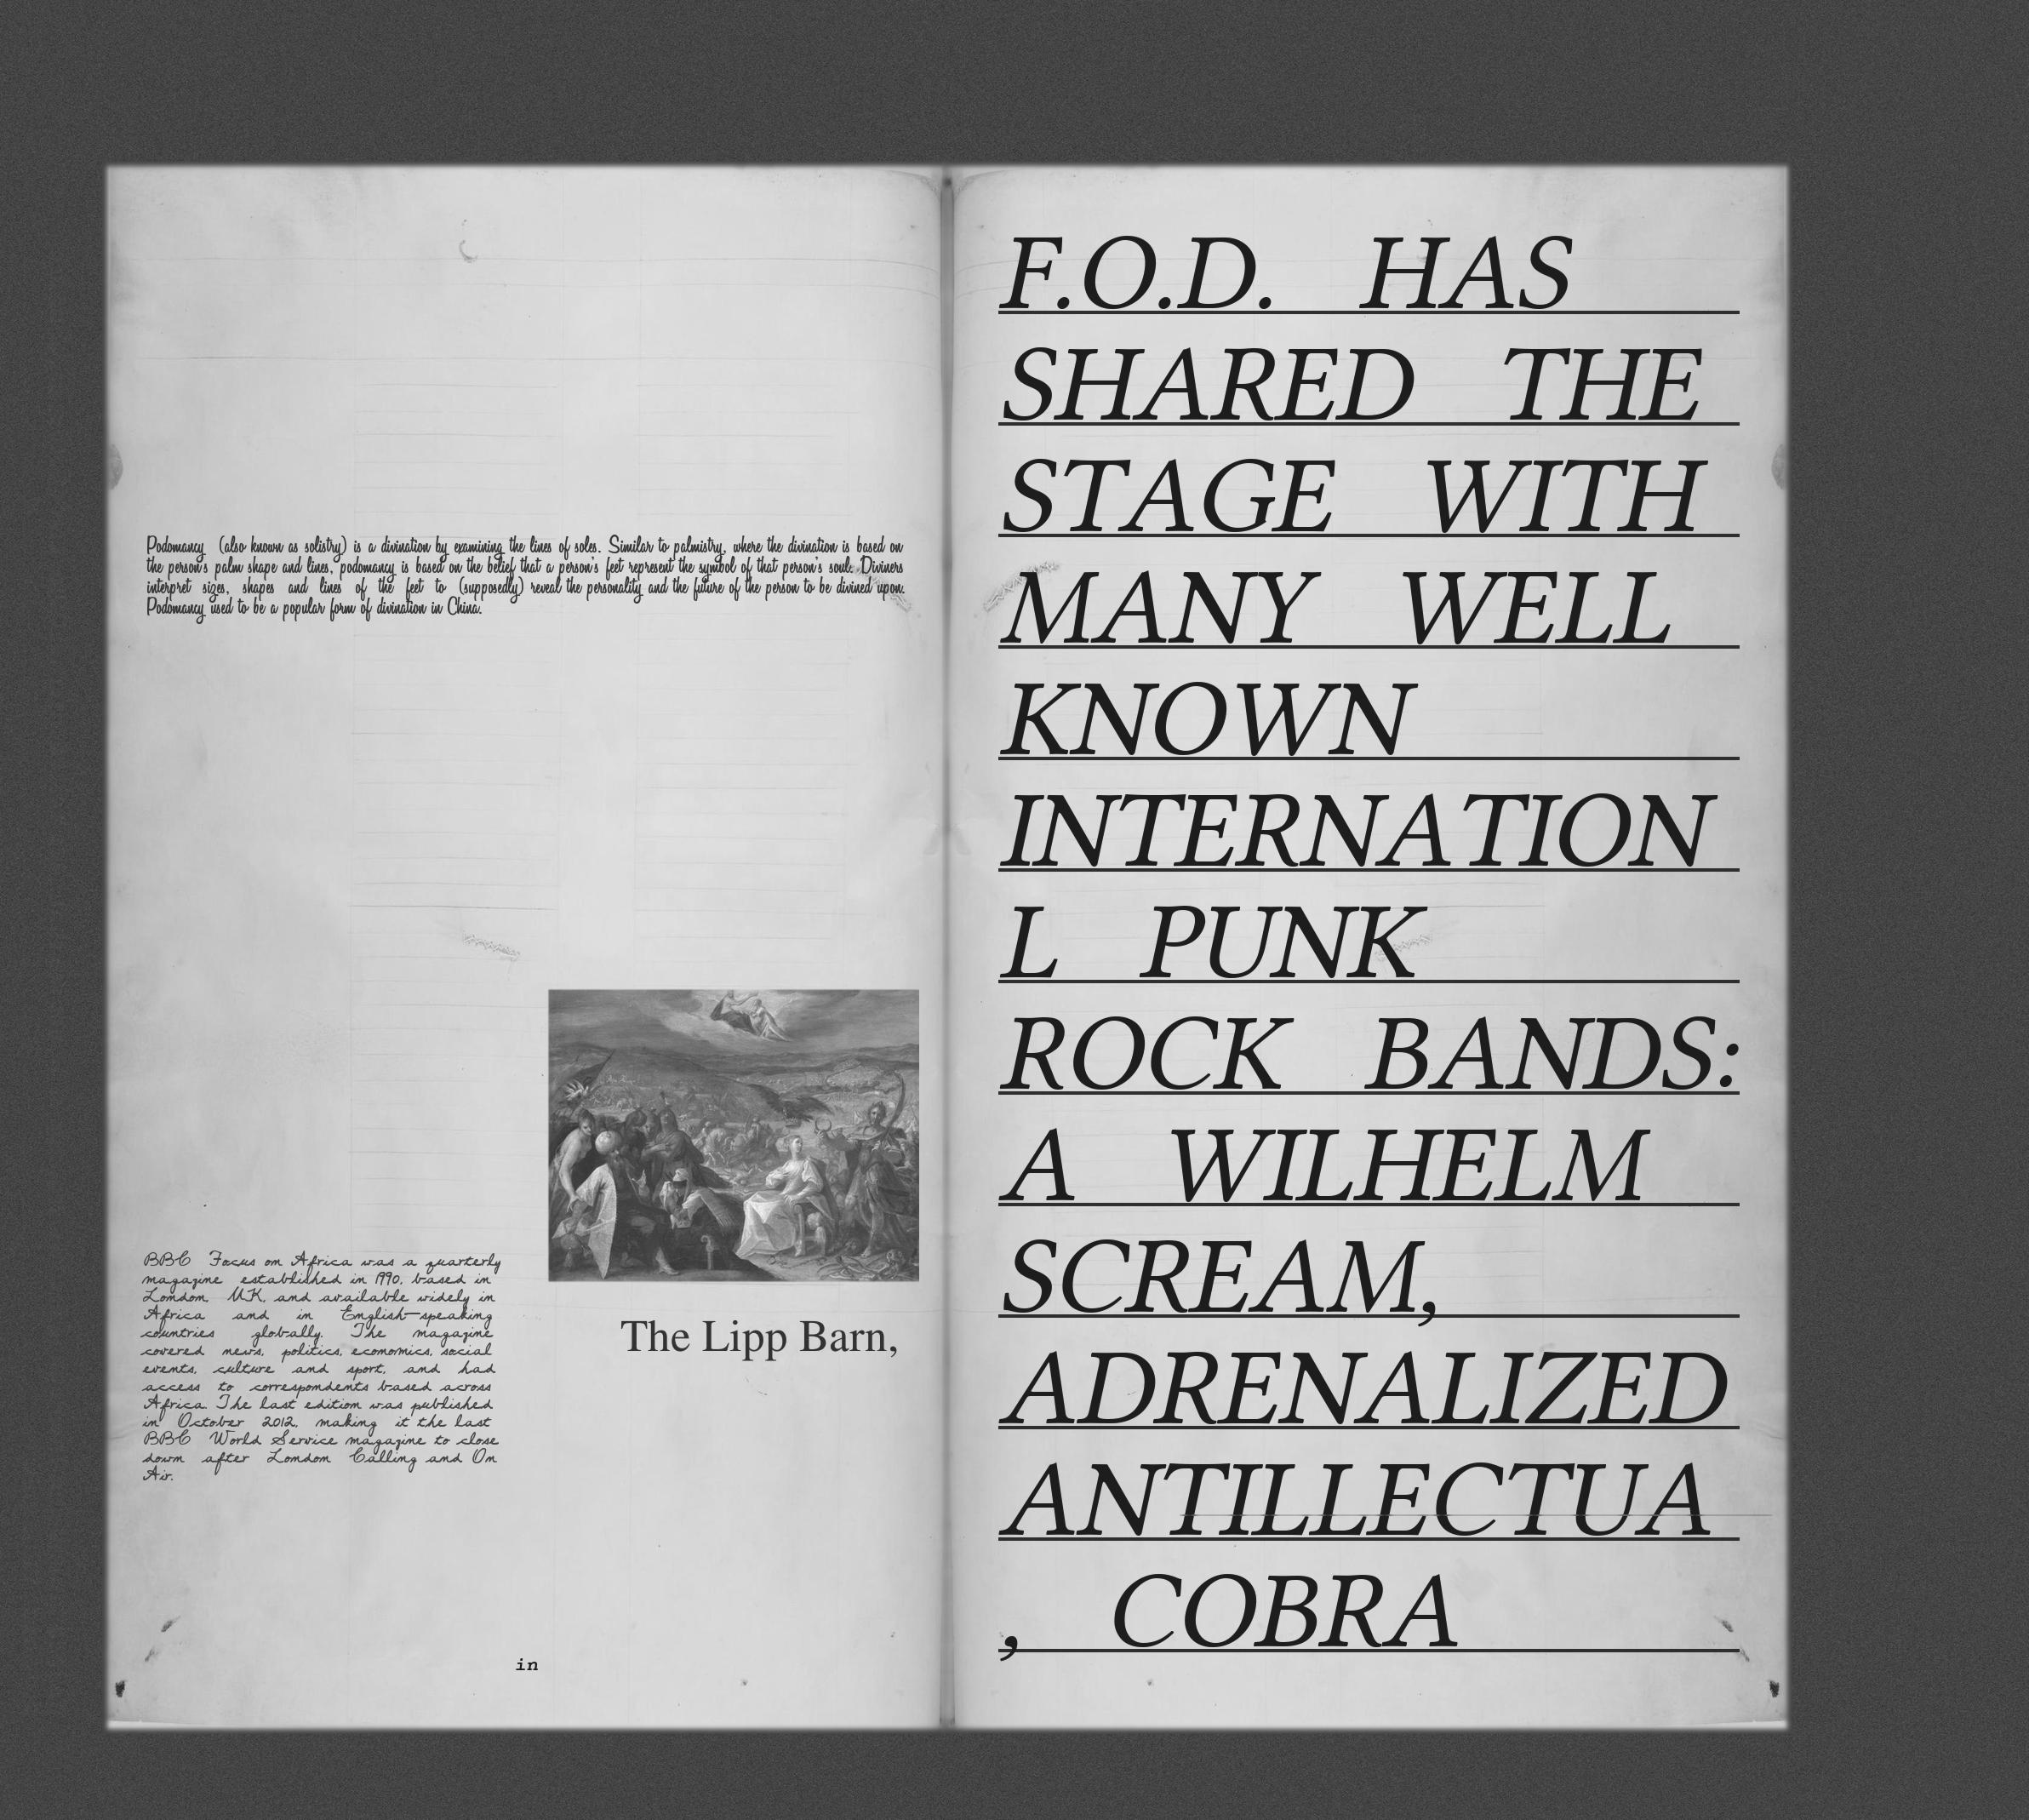 Podomancy (also known as solistry) is a divination by examining the lines of soles. Similar to palmistry, where the divination is based on
the person's palm shape and lines, podomancy is based on the belief that a person's feet represent the symbol of that person's soul. Diviners
interpret sizes, shapes and lines of the feet to (supposedly) reveal the personality and the future of the person to be divined upon.
Podomancy used to be a popular form of divination in China.
BBC Focus on Africa was a quarterly
magazine established in 1990, based in
London, UK, and available widely in
Africa and in English-speaking
countries globally. The magazine
covered news, politics, economics, social
events, culture and sport, and had
access to correspondents based across
Africa. The last edition was published
in October 2012, making it the last
BBC World Service magazine to close
down after London Calling and On
Air.
The Lipp Barn,
in
F.O.D. HAS
SHARED THE
STAGE WITH
MANY WELL
KNOWN
INTERNATION
L PUNK
ROCK BANDS:
A WILHELM
SCREAM,
ADRENALIZED
ANTILLECTUA
, COBRA